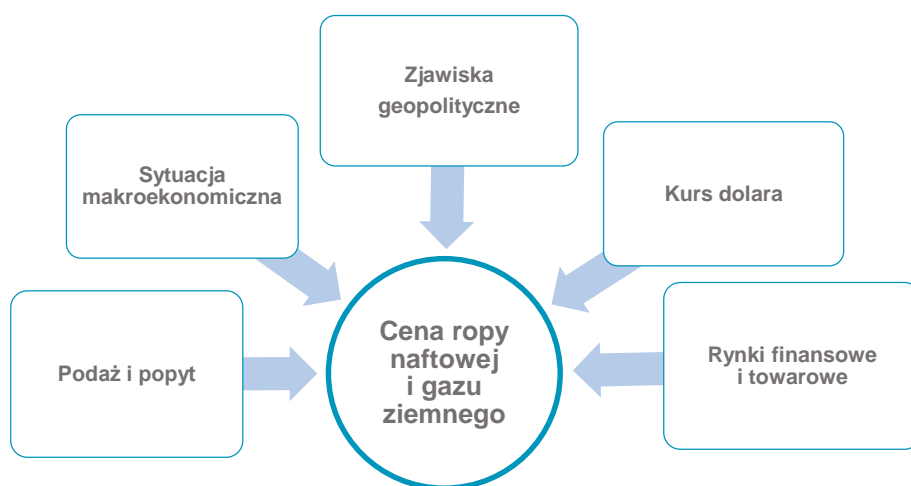 Zjawiska
geopolityczne
Sytuacja
makroekonomiczna
Kurs dolara
Podaż i popyt
Cena ropy
naftowej
i gazu
ziemnego
Rynki finansowe
i towarowe